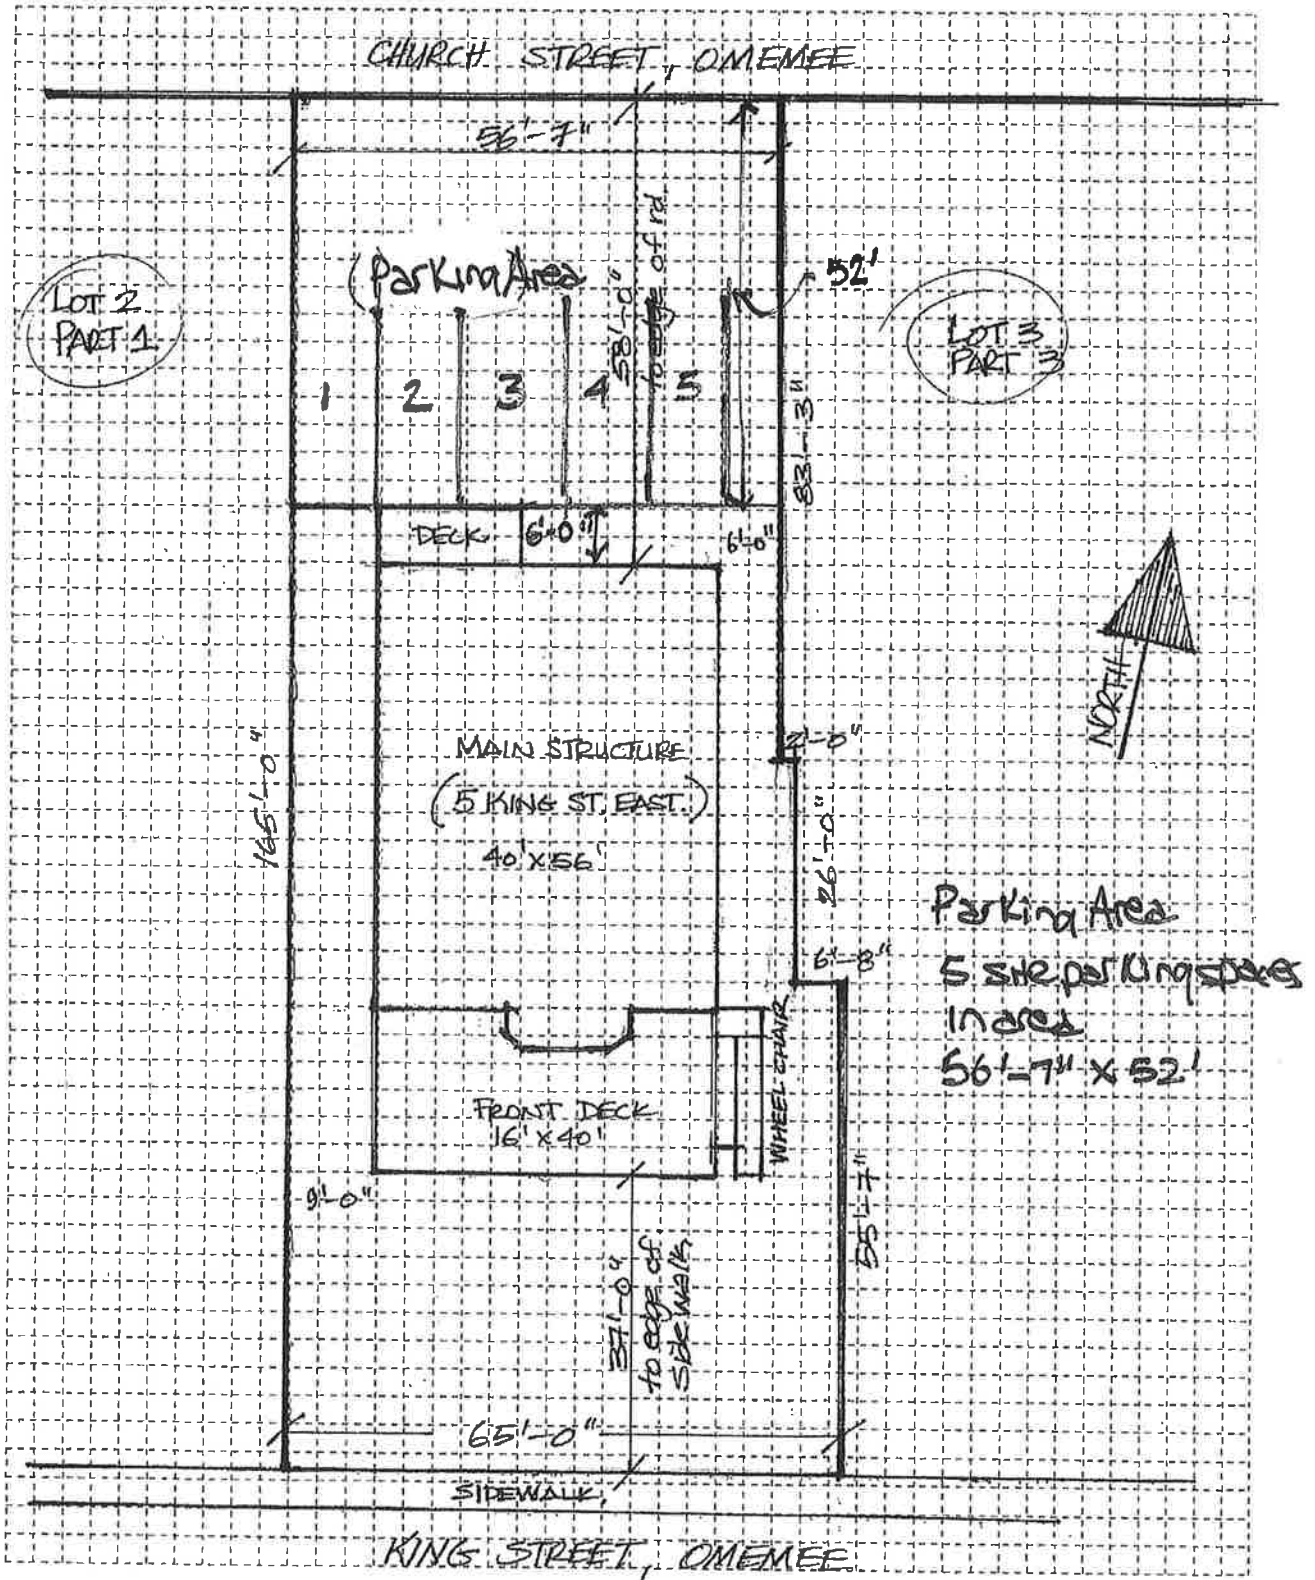 CHURCH STREET, OMEMEE
56'-7"
(Parking Area
58'-0"
to edge of rd
52'
LOT 2
PART 1
LOT 3
PART 3
1 2 3 4 5
83'-3"
DECK
6'-0"
6'-0"
NORTH
MAIN STRUCTURE
(5 KING ST. EAST.)
40'X56'
165'-0"
2'-0"
26'-0"
6'-8"
Parking Area
5 site parking spaces
In area
56'-7" X 52'
WHEEL CHAIR
FRONT DECK
16'X40'
9'-0"
55'-7"
37'-0"
to edge of
sidewalk
65'-0"
SIDEWALK.
KING STREET, OMEMEE